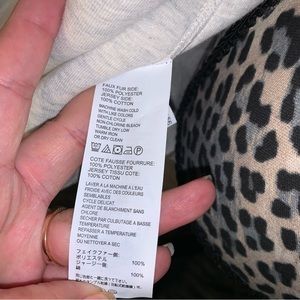 FAUX FUR SIDE:
100% POLYESTER
JERSEY SIDE:
100% COTTON
MACHINE WASH COLD
WITH LIKE COLORS
GENTLE CYCLE
NON-CHLORINE BLEACH
TUMBLE DRY LOW
WARM IRON
OR DRY CLEAN
COTE FAUSSE FOURRURE:
100% POLYESTER
JERSEY TISSU COTE:
100% COTTON
LAVER A LA MACHINE A L'EAU
FROIDE AVEC DES COULEURS
SEMBLABLES
CYCLE DELICAT
AGENT DE BLANCHIMENT SANS
CHLORE
SECHER PAR CULBUTAGE A BASSE
TEMPERATURE
REPASSER A TEMPERATURE
MOYENNE
OU NETTOYER A SEC
フェイクファー側:
ポリエステル 100%
ジャージー側:
綿 100%